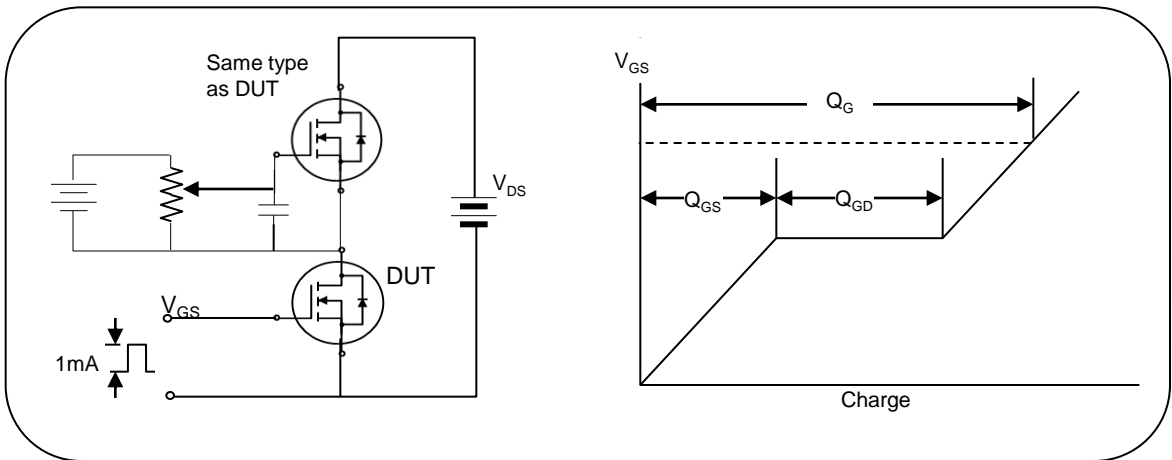 Same type
as DUT
V_DS
DUT
V_GS
1mA
V_GS
Q_G
Q_GS
Q_GD
Charge